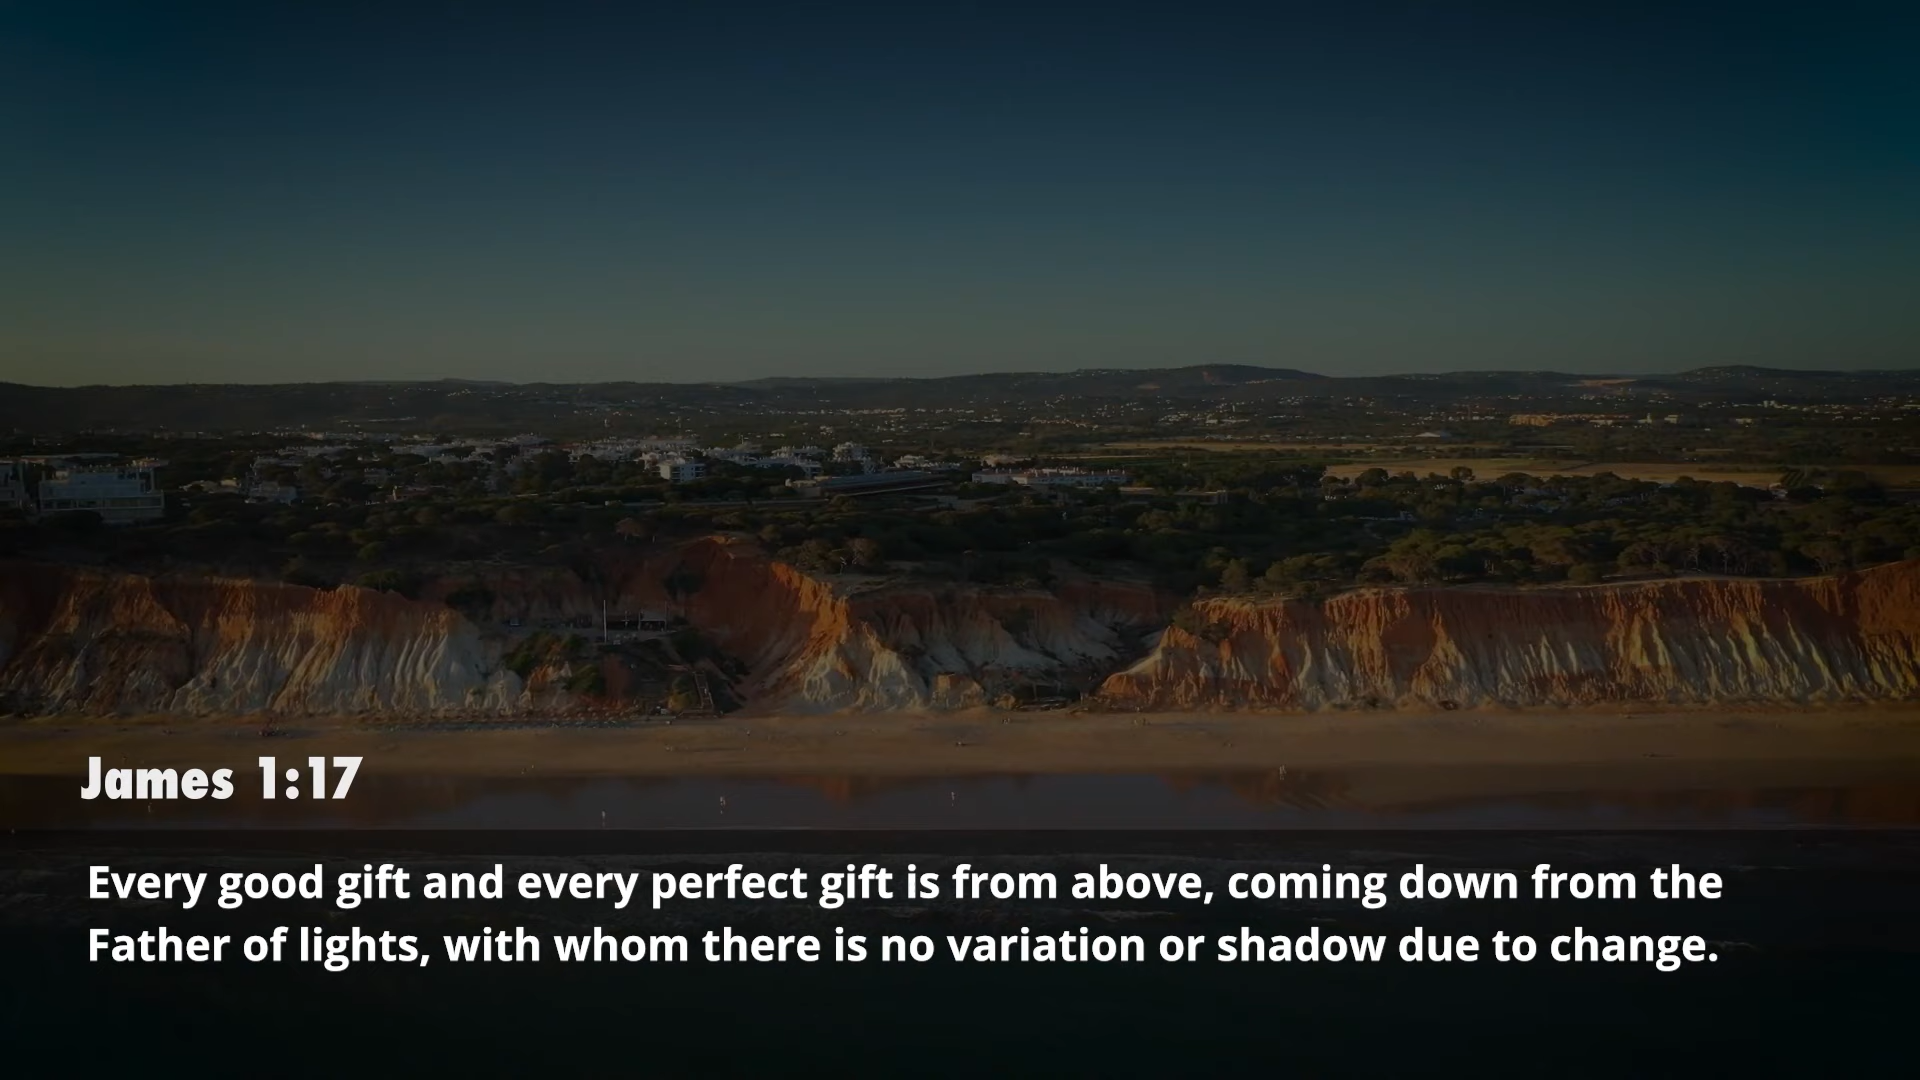 James 1:17
Every good gift and every perfect gift is from above, coming down from the
Father of lights, with whom there is no variation or shadow due to change.